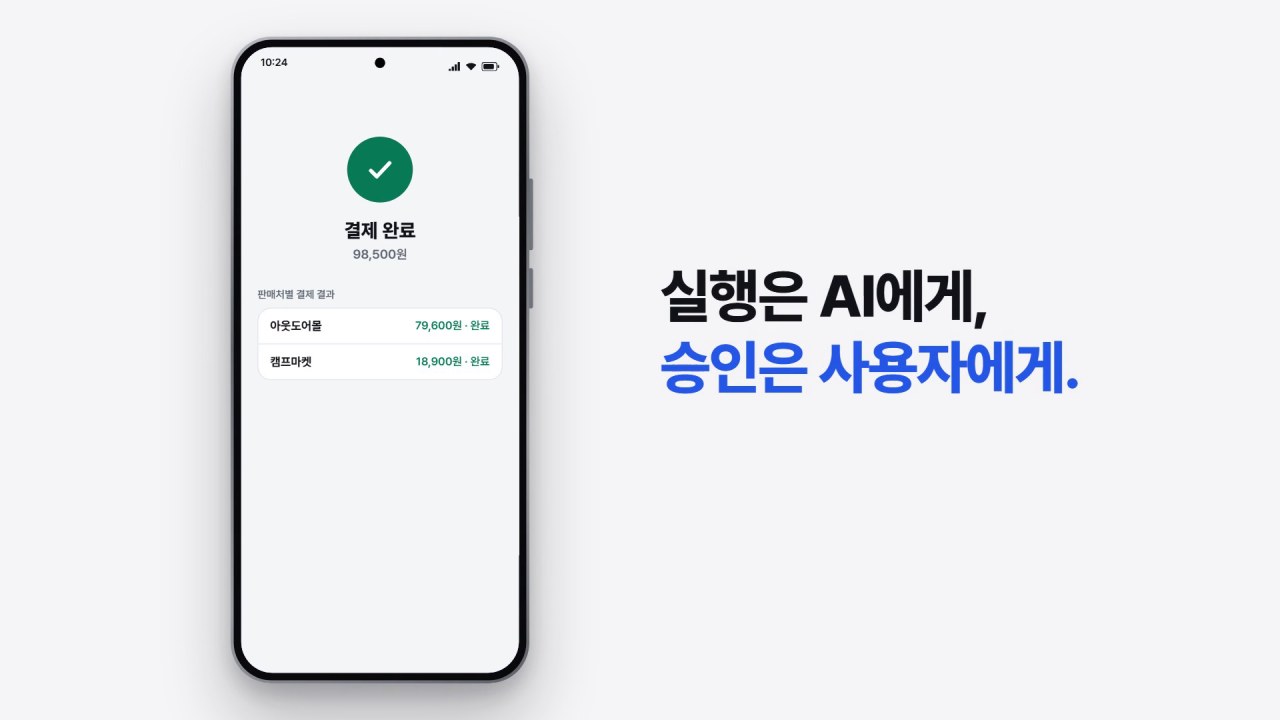 10:24
결제 완료
98,500원
판매처별 결제 결과
아웃도어몰 79,600원 · 완료
캠프마켓 18,900원 · 완료
실행은 AI에게,
승인은 사용자에게.